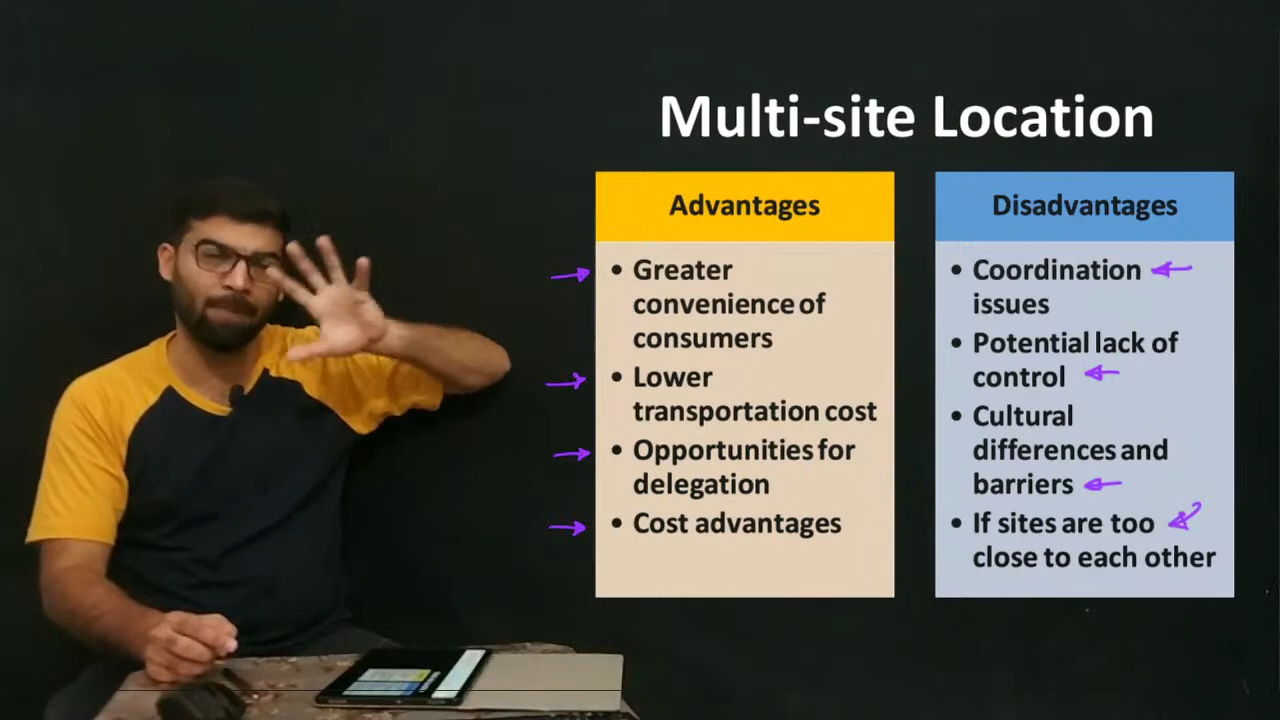 Multi-site Location
Advantages
• Greater
convenience of
consumers
• Lower
transportation cost
• Opportunities for
delegation
• Cost advantages
Disadvantages
• Coordination
issues
• Potential lack of
control
• Cultural
differences and
barriers
• If sites are too
close to each other